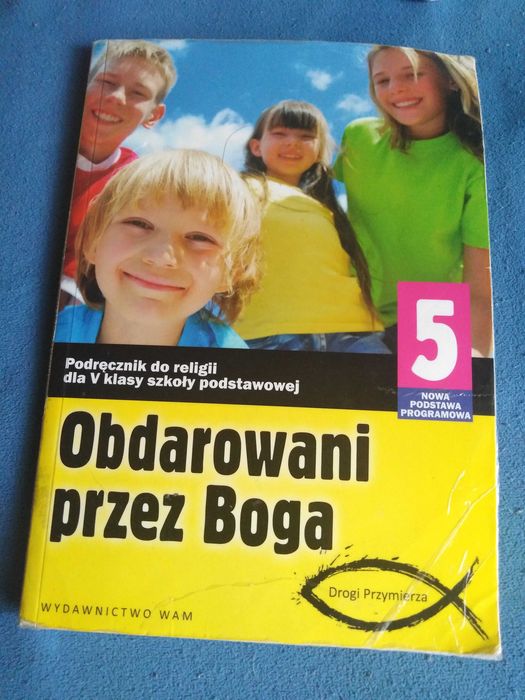 Podręcznik do religii
dla V klasy szkoły podstawowej
5
NOWA
PODSTAWA
PROGRAMOWA
Obdarowani
przez Boga
Drogi Przymierza
WYDAWNICTWO WAM